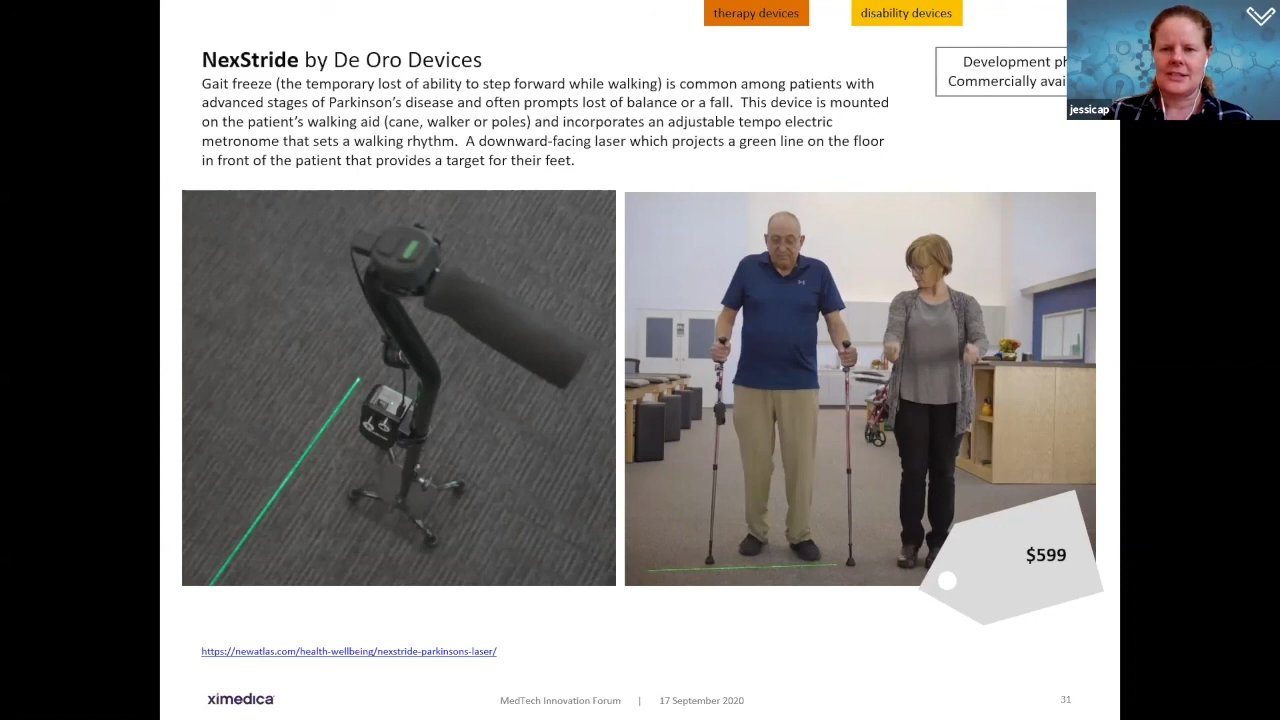 therapy devices
disability devices
NexStride by De Oro Devices
Gait freeze (the temporary lost of ability to step forward while walking) is common among patients with
advanced stages of Parkinson's disease and often prompts lost of balance or a fall.  This device is mounted
on the patient's walking aid (cane, walker or poles) and incorporates an adjustable tempo electric
metronome that sets a walking rhythm.  A downward-facing laser which projects a green line on the floor
in front of the patient that provides a target for their feet.
Development
Commercially
jessicap
$599
https://newatlas.com/health-wellbeing/nexstride-parkinsons-laser/
ximedica
MedTech Innovation Forum | 17 September 2020
31